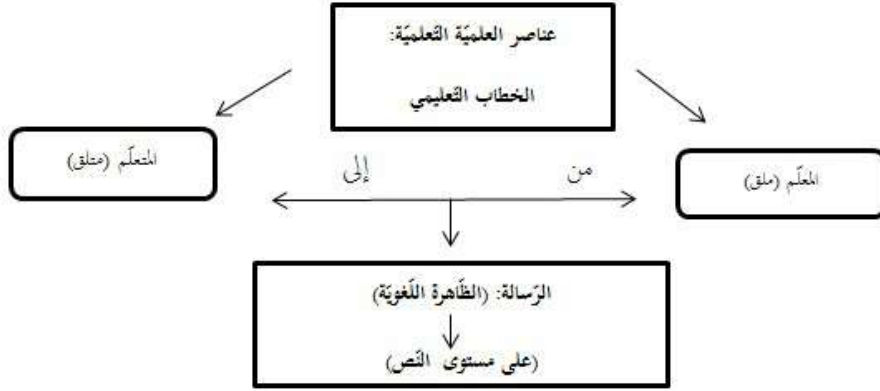 عناصر العلميّة التّعلميّة:
الخطاب التّعليمي
المعلّم (ملق)
المتعلّم (متلق)
من
إلى
الرّسالة: (الظّاهرة اللّغويّة)
(على مستوى النّص)